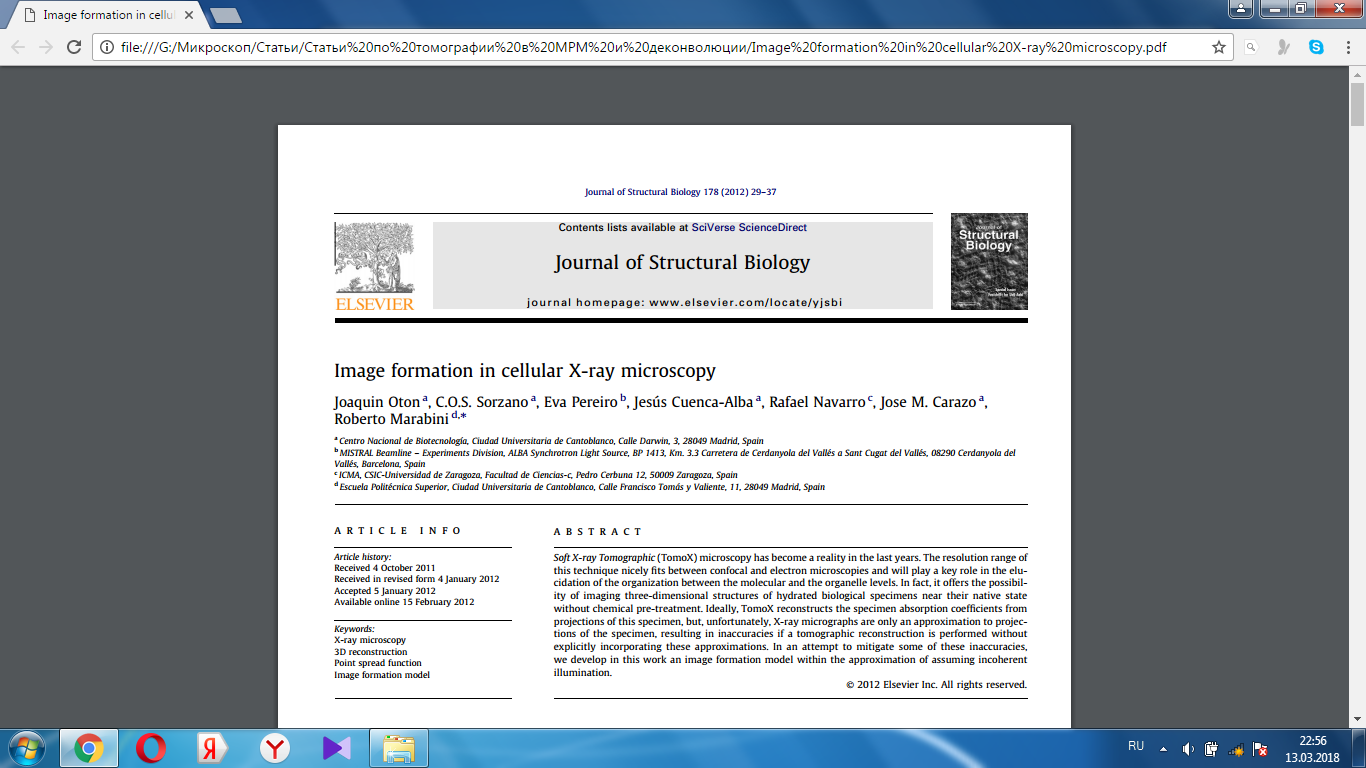 Image formation in cellul
file:///G:/Микроскоп/Статьи/Статьи%20по%20томографии%20в%20МРМ%20и%20деконволюции/Image%20formation%20in%20cellular%20X-ray%20microscopy.pdf
Journal of Structural Biology 178 (2012) 29–37
Contents lists available at SciVerse ScienceDirect
Journal of Structural Biology
journal homepage: www.elsevier.com/locate/yjsbi
ELSEVIER
Journal of
Structural
Biology
Image formation in cellular X-ray microscopy
Joaquin Oton a, C.O.S. Sorzano a, Eva Pereiro b, Jesús Cuenca-Alba a, Rafael Navarro c, Jose M. Carazo a,
Roberto Marabini d,*
a Centro Nacional de Biotecnología, Ciudad Universitaria de Cantoblanco, Calle Darwin, 3, 28049 Madrid, Spain
b MISTRAL Beamline – Experiments Division, ALBA Synchrotron Light Source, BP 1413, Km. 3.3 Carretera de Cerdanyola del Vallés a Sant Cugat del Vallés, 08290 Cerdanyola del
Vallés, Barcelona, Spain
c ICMA, CSIC-Universidad de Zaragoza, Facultad de Ciencias-c, Pedro Cerbuna 12, 50009 Zaragoza, Spain
d Escuela Politécnica Superior, Ciudad Universitaria de Cantoblanco, Calle Francisco Tomás y Valiente, 11, 28049 Madrid, Spain
ARTICLE INFO
Article history:
Received 4 October 2011
Received in revised form 4 January 2012
Accepted 5 January 2012
Available online 15 February 2012
Keywords:
X-ray microscopy
3D reconstruction
Point spread function
Image formation model
ABSTRACT
Soft X-ray Tomographic (TomoX) microscopy has become a reality in the last years. The resolution range of
this technique nicely fits between confocal and electron microscopies and will play a key role in the elu-
cidation of the organization between the molecular and the organelle levels. In fact, it offers the possibil-
ity of imaging three-dimensional structures of hydrated biological specimens near their native state
without chemical pre-treatment. Ideally, TomoX reconstructs the specimen absorption coefficients from
projections of this specimen, but, unfortunately, X-ray micrographs are only an approximation to projec-
tions of the specimen, resulting in inaccuracies if a tomographic reconstruction is performed without
explicitly incorporating these approximations. In an attempt to mitigate some of these inaccuracies,
we develop in this work an image formation model within the approximation of assuming incoherent
illumination.
© 2012 Elsevier Inc. All rights reserved.
RU
22:56
13.03.2018